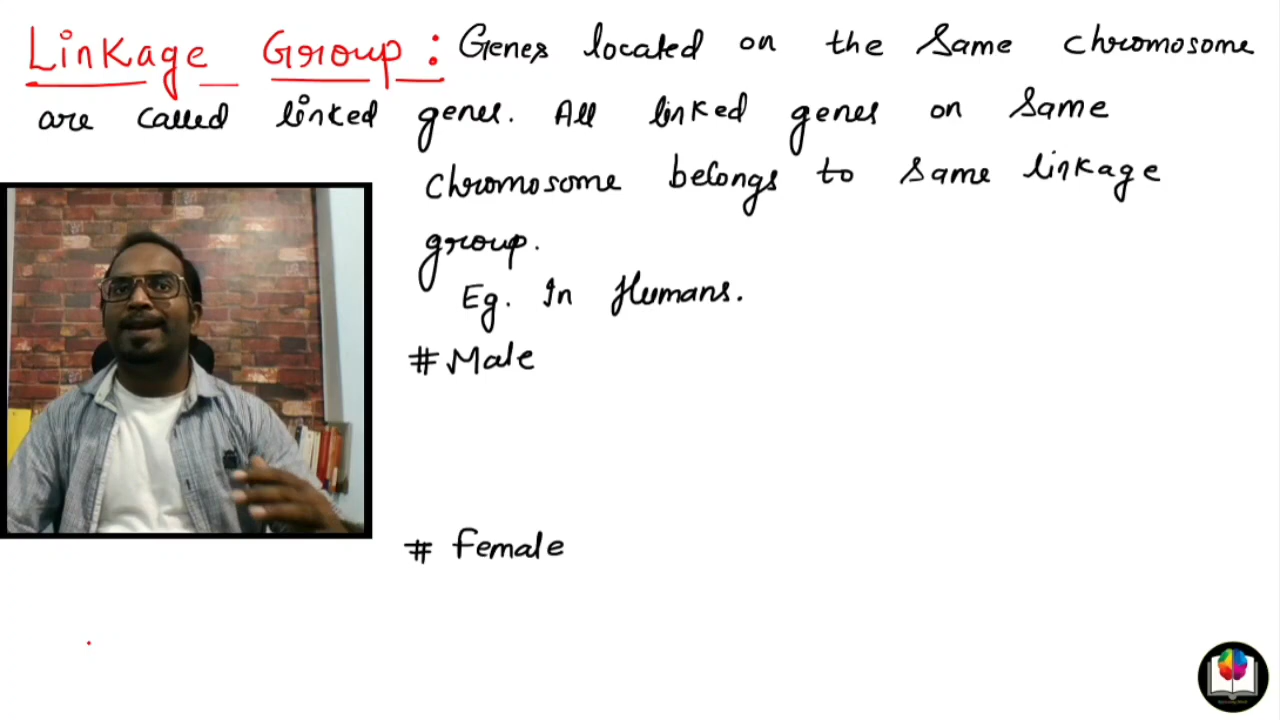 Linkage Group : Genes located on the same chromosome
are called linked genes. All linked genes on same
chromosome belongs to same linkage
group.
Eg. In Humans.
# Male
# Female